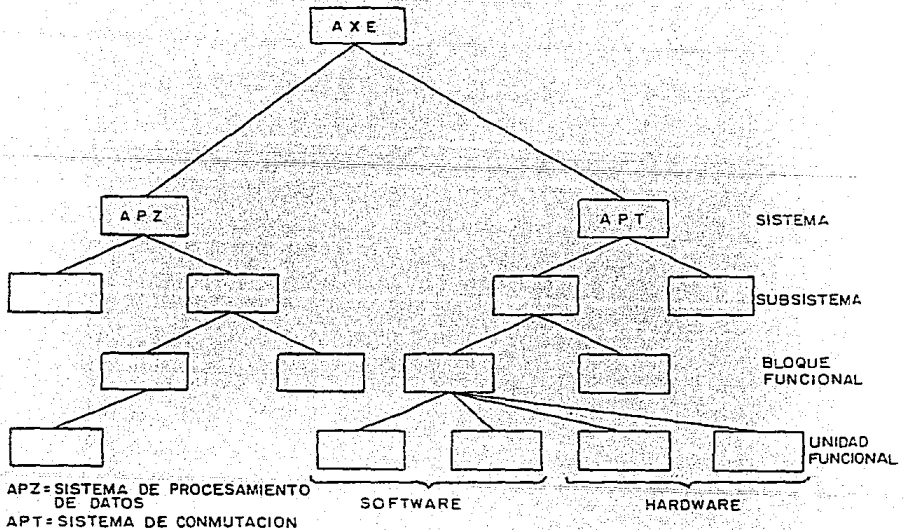 AXE
APZ
APT
SISTEMA
SUBSISTEMA
BLOQUE
FUNCIONAL
UNIDAD
FUNCIONAL
SOFTWARE
HARDWARE
APZ=SISTEMA DE PROCESAMIENTO
DE DATOS
APT=SISTEMA DE CONMUTACION